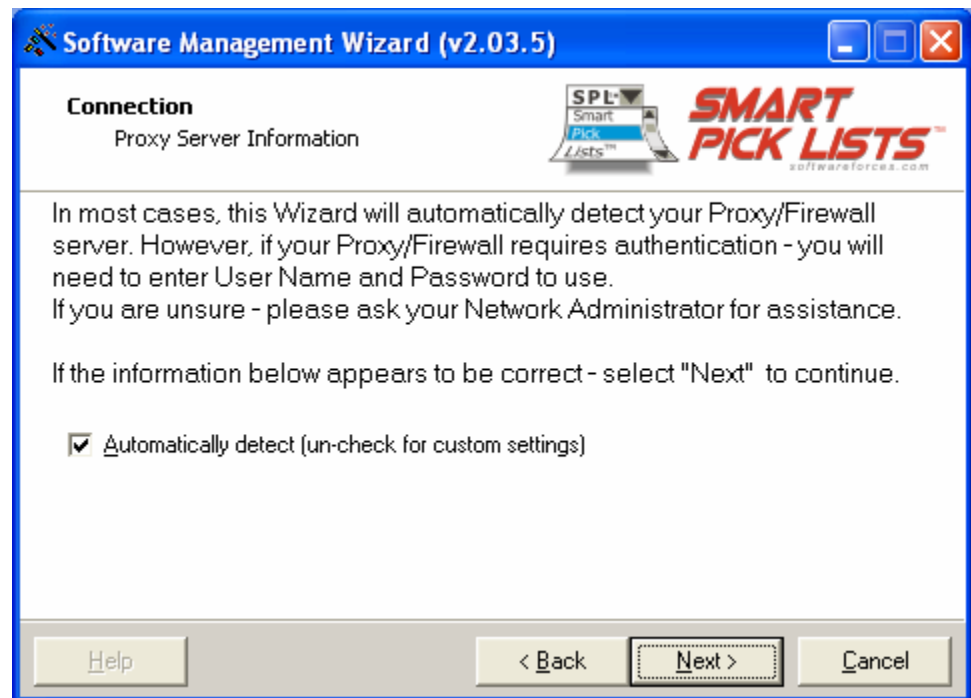 Software Management Wizard (v2.03.5)
Connection
Proxy Server Information
SPL
Smart
Pick
Lists™
SMART
PICK LISTS™
softwareforces.com
In most cases, this Wizard will automatically detect your Proxy/Firewall
server. However, if your Proxy/Firewall requires authentication - you will
need to enter User Name and Password to use.
If you are unsure - please ask your Network Administrator for assistance.
If the information below appears to be correct - select "Next" to continue.
Automatically detect (un-check for custom settings)
Help
< Back
Next >
Cancel